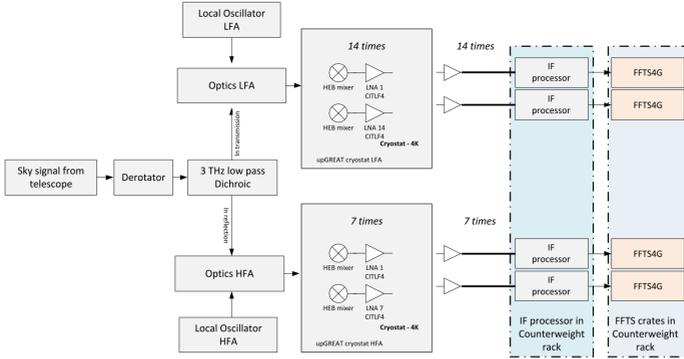 Local Oscillator
LFA
Optics LFA
In transmission
Sky signal from
telescope
Derotator
3 THz low pass
Dichroic
In reflection
Optics HFA
Local Oscillator
HFA
14 times
HEB mixer
LNA 1
CITLF4
HEB mixer
LNA 14
CITLF4
Cryostat - 4K
upGREAT cryostat LFA
14 times
7 times
HEB mixer
LNA 1
CITLF4
HEB mixer
LNA 7
CITLF4
Cryostat - 4K
upGREAT cryostat HFA
7 times
IF
processor
IF
processor
IF
processor
IF
processor
IF processor in
Counterweight
rack
FFTS4G
FFTS4G
FFTS4G
FFTS4G
FFTS crates in
Counterweight
rack